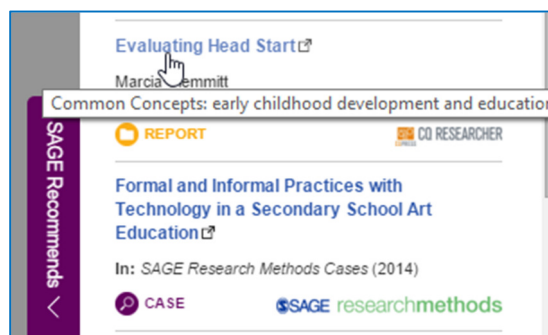 Evaluating Head Start
Marcia
Common Concepts: early childhood development and education
REPORT
CQ RESEARCHER
Formal and Informal Practices with
Technology in a Secondary School Art
Education
In: SAGE Research Methods Cases (2014)
CASE
SAGE researchmethods
SAGE Recommends